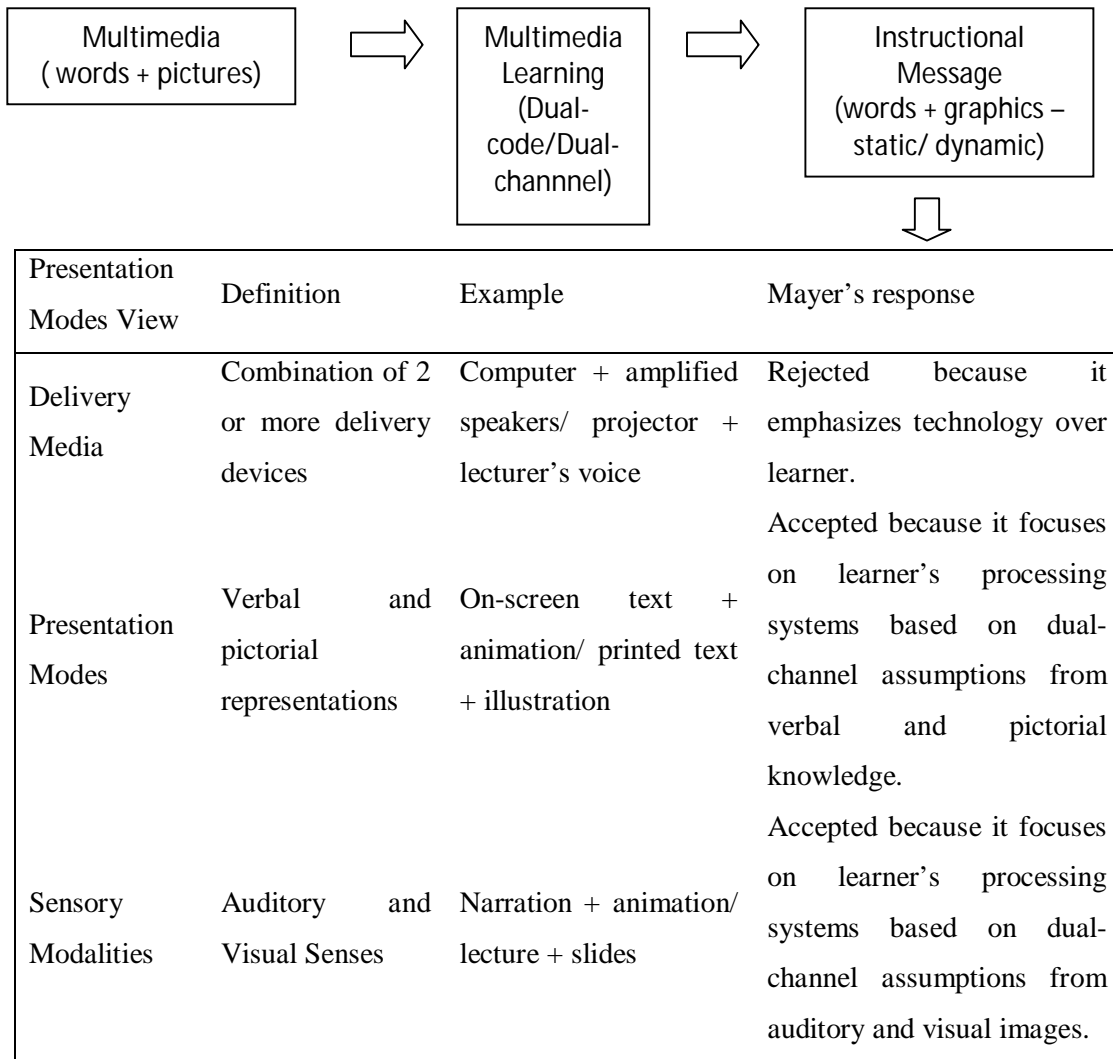 Multimedia
( words + pictures)
Multimedia
Learning
(Dual-
code/Dual-
channnel)
Instructional
Message
(words + graphics –
static/ dynamic)
Presentation
Modes View
Definition
Example
Mayer's response
Delivery
Media
Combination of 2
or more delivery
devices
Computer + amplified
speakers/ projector +
lecturer's voice
Rejected because it
emphasizes technology over
learner.
Presentation
Modes
Verbal and
pictorial
representations
On-screen text +
animation/ printed text
+ illustration
Accepted because it focuses
on learner's processing
systems based on dual-
channel assumptions from
verbal and pictorial
knowledge.
Sensory
Modalities
Auditory and
Visual Senses
Narration + animation/
lecture + slides
Accepted because it focuses
on learner's processing
systems based on dual-
channel assumptions from
auditory and visual images.